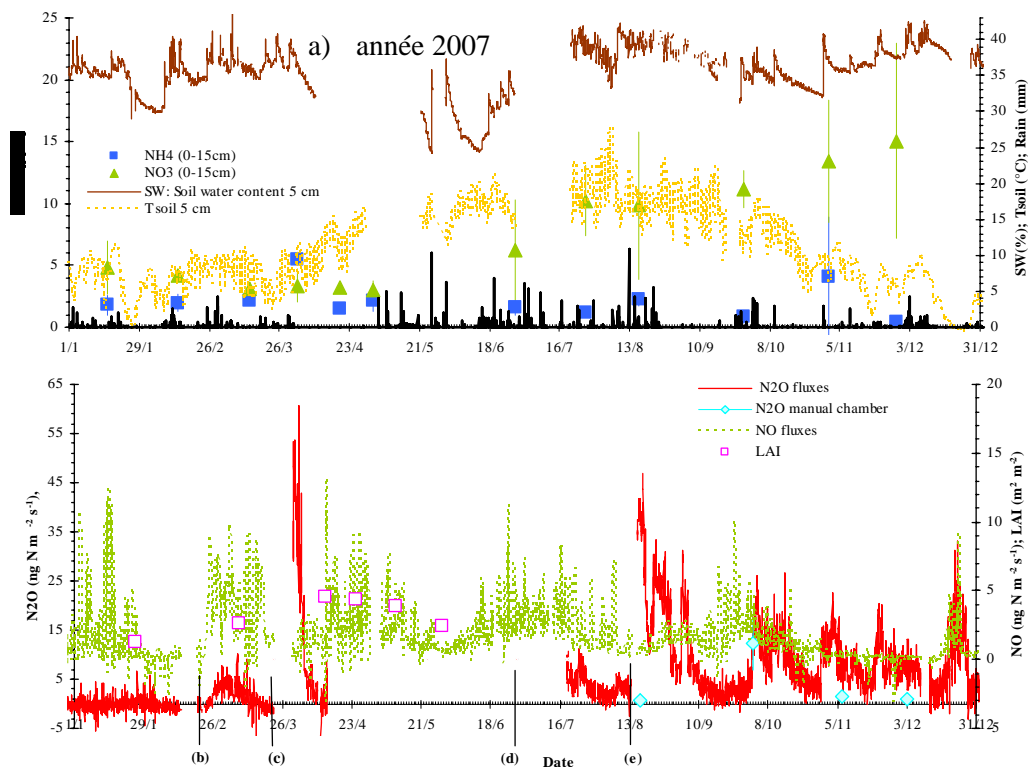 a) année 2007
25
20
15
10
5
0
NH4 (0-15cm)
NO3 (0-15cm)
SW: Soil water content 5 cm
Tsoil 5 cm
40
35
30
25
20
15
10
5
0
SW(%); Tsoil (°C); Rain (mm)
1/1 29/1 26/2 26/3 23/4 21/5 18/6 16/7 13/8 10/9 8/10 5/11 3/12 31/12
65
55
45
35
25
15
5
-5
N2O (ng N m⁻² s⁻¹),
N2O fluxes
N2O manual chamber
NO fluxes
LAI
20
15
10
5
0
-5
NO (ng N m⁻² s⁻¹); LAI (m² m⁻²)
1/1 29/1 26/2 26/3 23/4 21/5 18/6 16/7 13/8 10/9 8/10 5/11 3/12 31/12
(b) (c) (d) (e)
Date